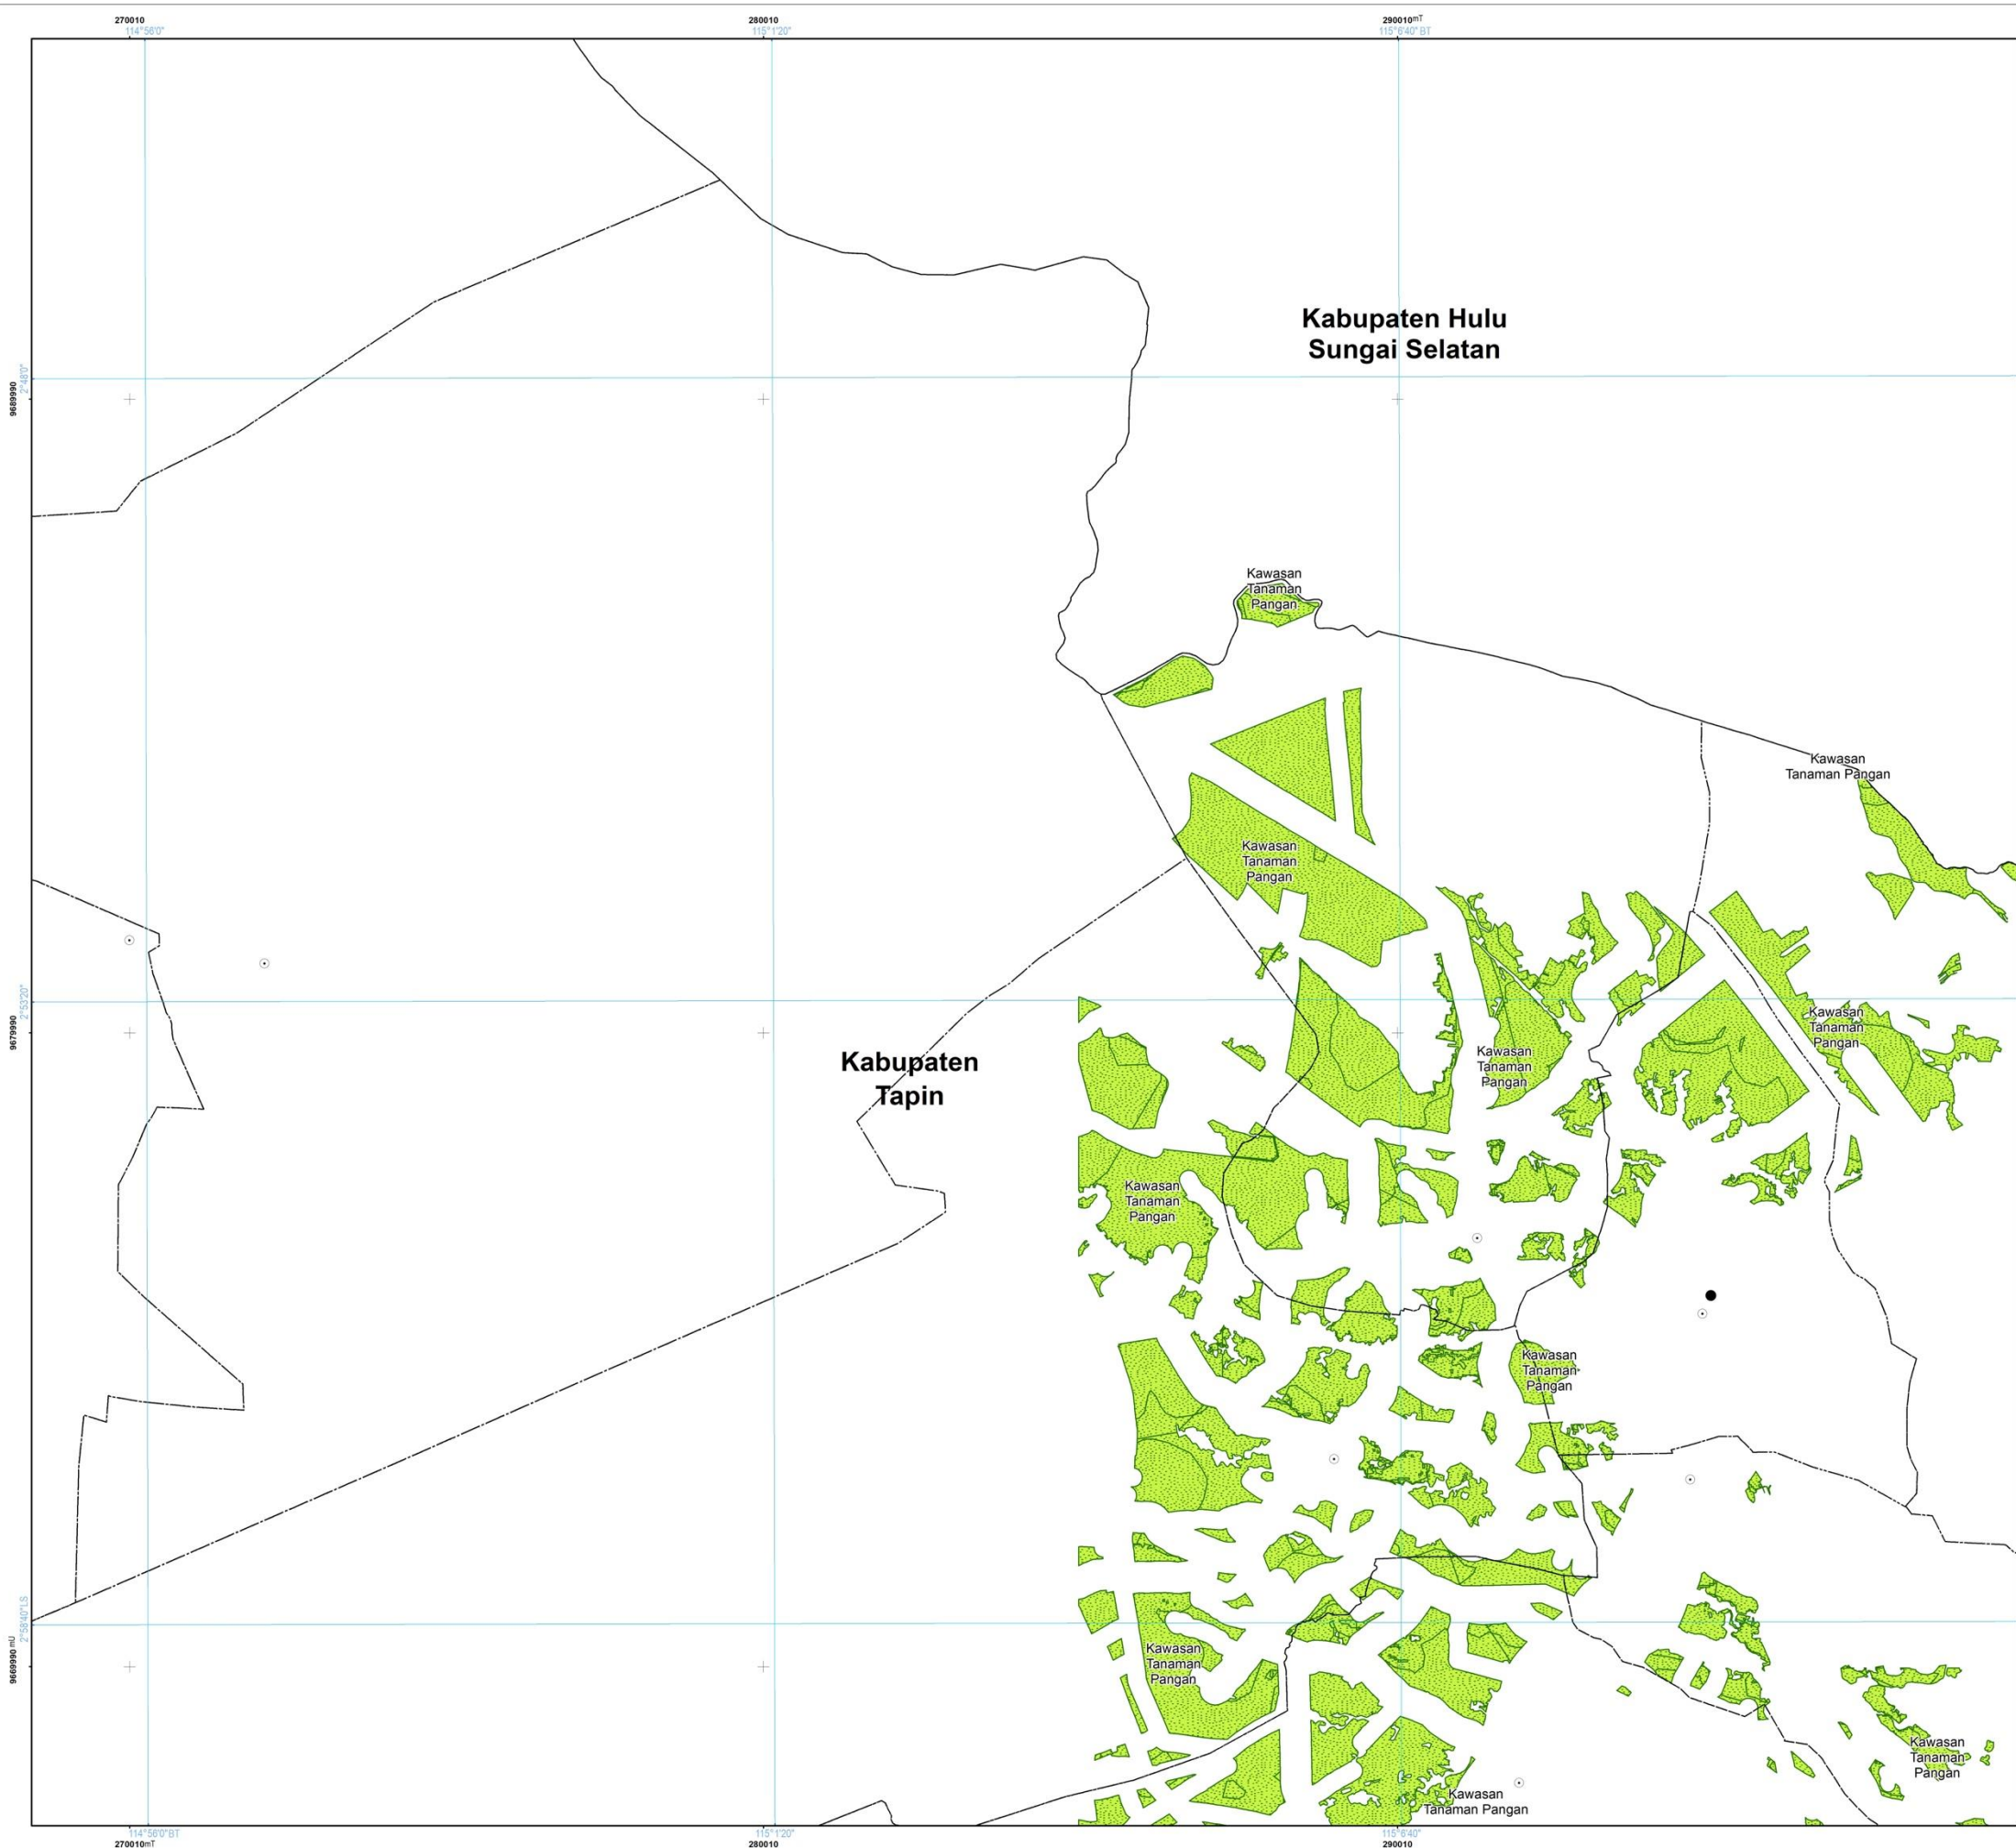 270010
280010
290010mT
114°56'0"
115°1'20"
115°6'40" BT
Kabupaten Hulu
Sungai Selatan
2°48'0"
9689990
Kawasan
Tanaman
Pangan
Kawasan
Tanaman Pangan
Kawasan
Tanaman
Pangan
2°53'20"
9679990
Kawasan
Tanaman
Pangan
Kawasan
Tanaman
Pangan
Kabupaten
Tapin
Kawasan
Tanaman
Pangan
Kawasan
Tanaman
Pangan
2°58'40"LS
9669990 mU
Kawasan
Tanaman
Pangan
Kawasan
Tanaman
Pangan
Kawasan
Tanaman Pangan
114°56'0"BT
115°1'20"
115°6'40"
270010mT
280010
290010